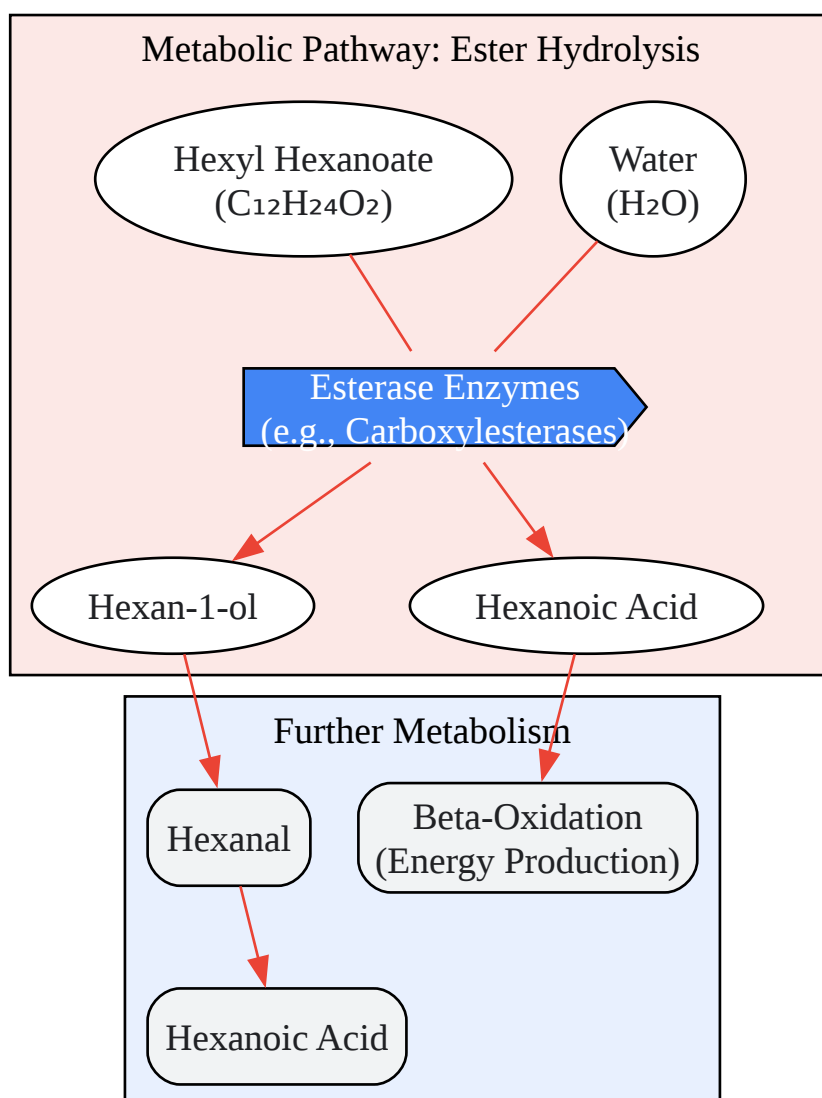 Metabolic Pathway: Ester Hydrolysis
Hexyl Hexanoate
(C₁₂H₂₄O₂)
Water
(H₂O)
Esterase Enzymes
(e.g., Carboxylesterases)
Hexan-1-ol
Hexanoic Acid
Further Metabolism
Hexanal
Beta-Oxidation
(Energy Production)
Hexanoic Acid